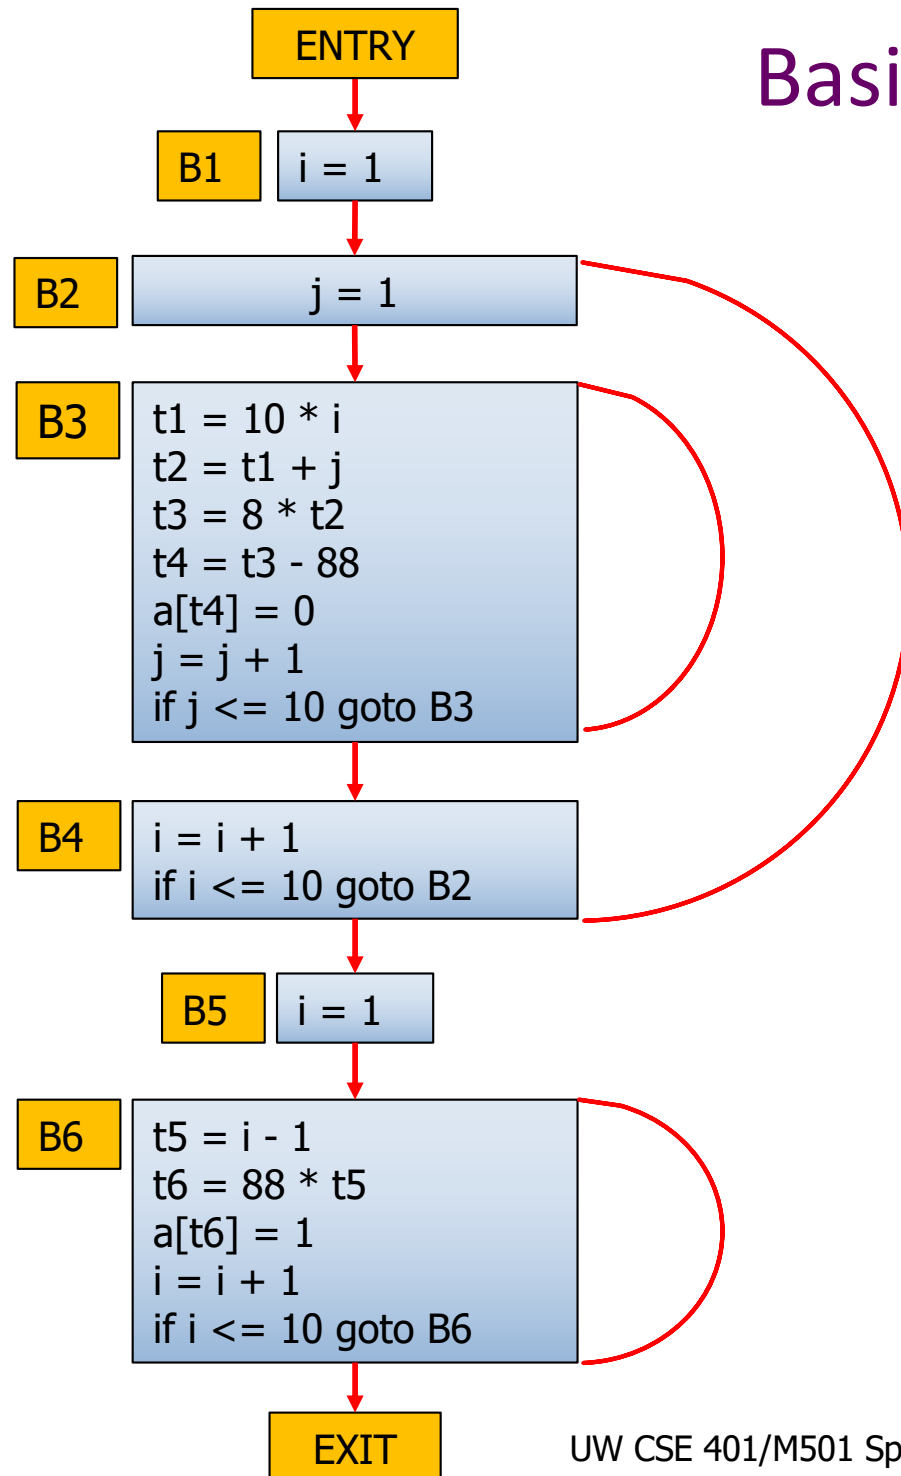 ENTRY
Basi
B1
i = 1
B2
j = 1
B3
t1 = 10 * i
t2 = t1 + j
t3 = 8 * t2
t4 = t3 - 88
a[t4] = 0
j = j + 1
if j <= 10 goto B3
B4
i = i + 1
if i <= 10 goto B2
B5
i = 1
B6
t5 = i - 1
t6 = 88 * t5
a[t6] = 1
i = i + 1
if i <= 10 goto B6
EXIT
UW CSE 401/M501 Sp